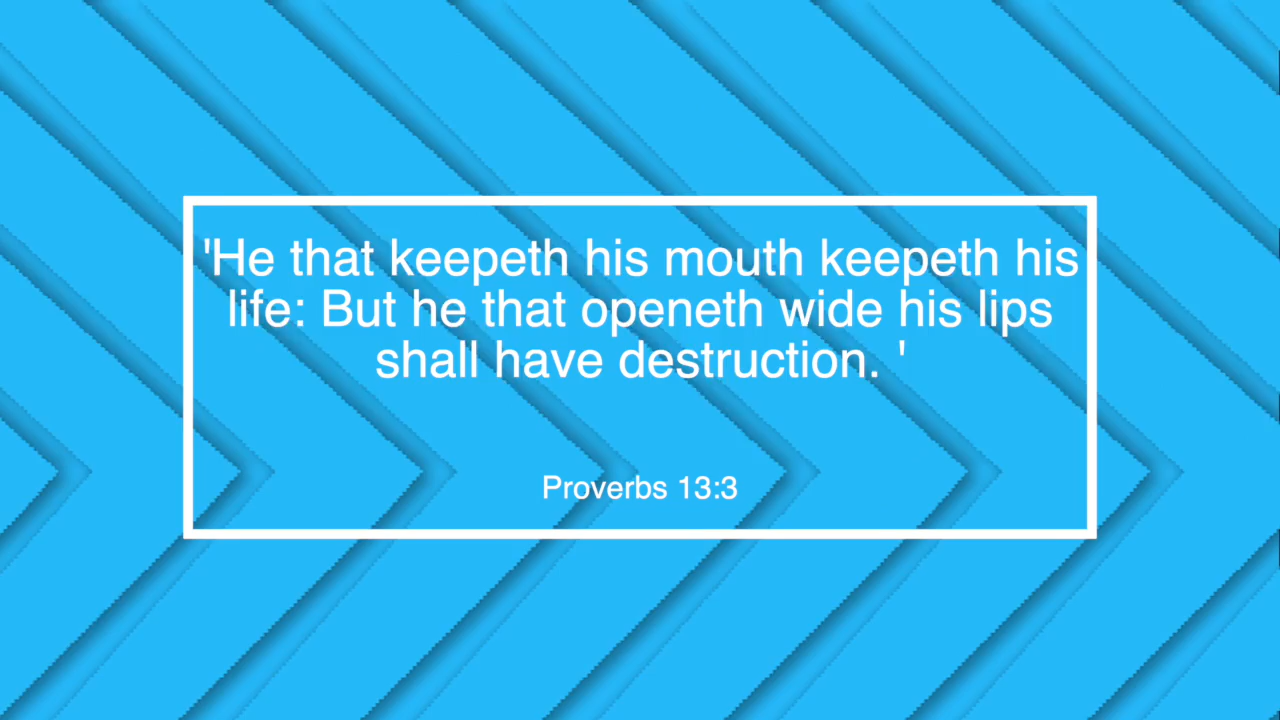 'He that keepeth his mouth keepeth his
life: But he that openeth wide his lips
shall have destruction. '
Proverbs 13:3